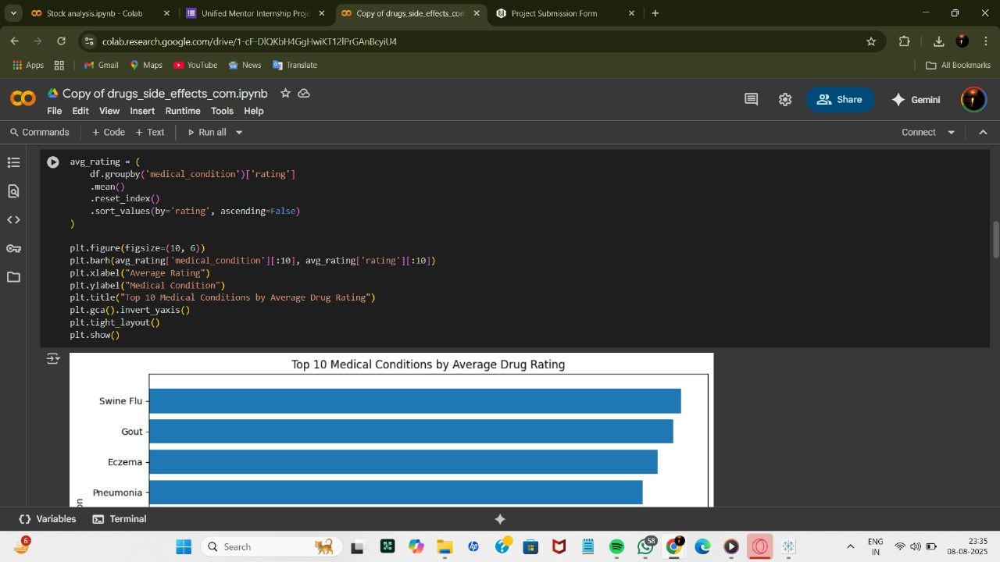 Stock analysis.ipynb - Colab
Unified Mentor Internship Proje
Copy of drugs_side_effects_com
Project Submission Form
colab.research.google.com/drive/1-cF-DlQKbH4GgHwiKT12lPrGAnBcyiU4
Apps
Gmail
Maps
YouTube
News
Translate
All Bookmarks
Copy of drugs_side_effects_com.ipynb
Share
Gemini
File Edit View Insert Runtime Tools Help
Commands + Code + Text Run all
Connect
avg_rating = (
    df.groupby('medical_condition')['rating']
    .mean()
    .reset_index()
    .sort_values(by='rating', ascending=False)
)
plt.figure(figsize=(10, 6))
plt.barh(avg_rating['medical_condition'][:10], avg_rating['rating'][:10])
plt.xlabel("Average Rating")
plt.ylabel("Medical Condition")
plt.title("Top 10 Medical Conditions by Average Drug Rating")
plt.gca().invert_yaxis()
plt.tight_layout()
plt.show()
Top 10 Medical Conditions by Average Drug Rating
Swine Flu
Gout
Eczema
Pneumonia
on
Variables
Terminal
6
Search
58
ENG
IN
23:35
08-08-2025